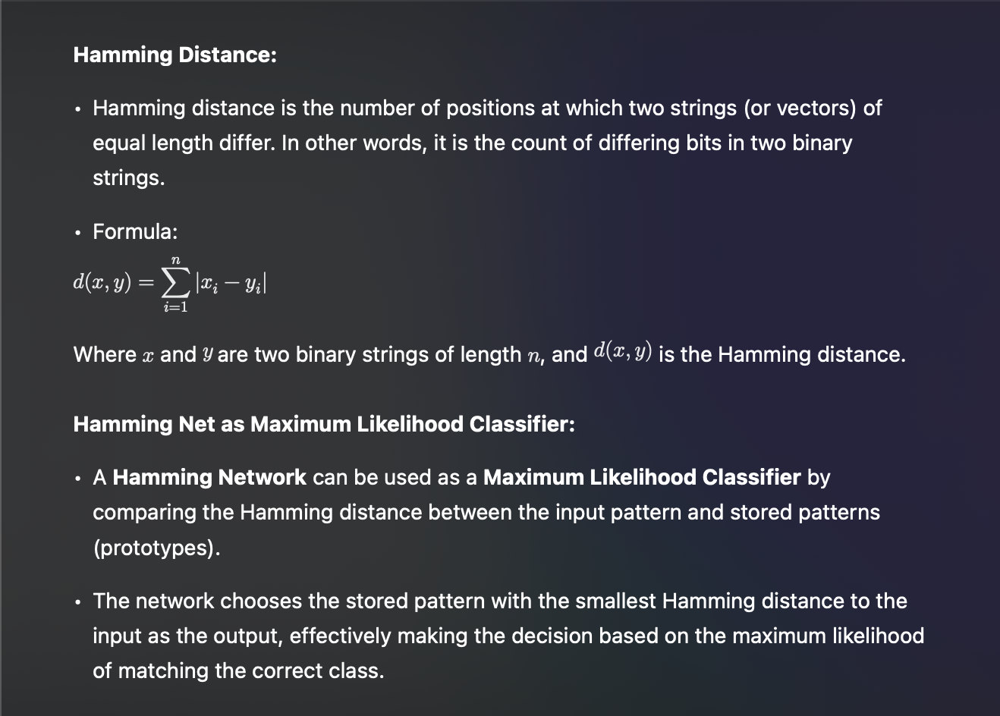 Hamming Distance:
• Hamming distance is the number of positions at which two strings (or vectors) of
equal length differ. In other words, it is the count of differing bits in two binary
strings.
• Formula:
d(x, y) = ∑_{i=1}^{n} |x_i − y_i|
Where x and y are two binary strings of length n, and d(x, y) is the Hamming distance.
Hamming Net as Maximum Likelihood Classifier:
• A Hamming Network can be used as a Maximum Likelihood Classifier by
comparing the Hamming distance between the input pattern and stored patterns
(prototypes).
• The network chooses the stored pattern with the smallest Hamming distance to the
input as the output, effectively making the decision based on the maximum likelihood
of matching the correct class.